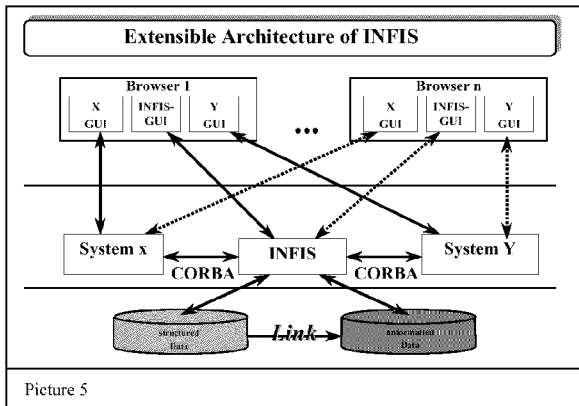 Extensible Architecture of INFIS
Browser 1
X
GUI
INFIS-
GUI
Y
GUI
...
Browser n
X
GUI
INFIS-
GUI
Y
GUI
System x
CORBA
INFIS
CORBA
System Y
structured
Data
Link
unformatted
Data
Picture 5